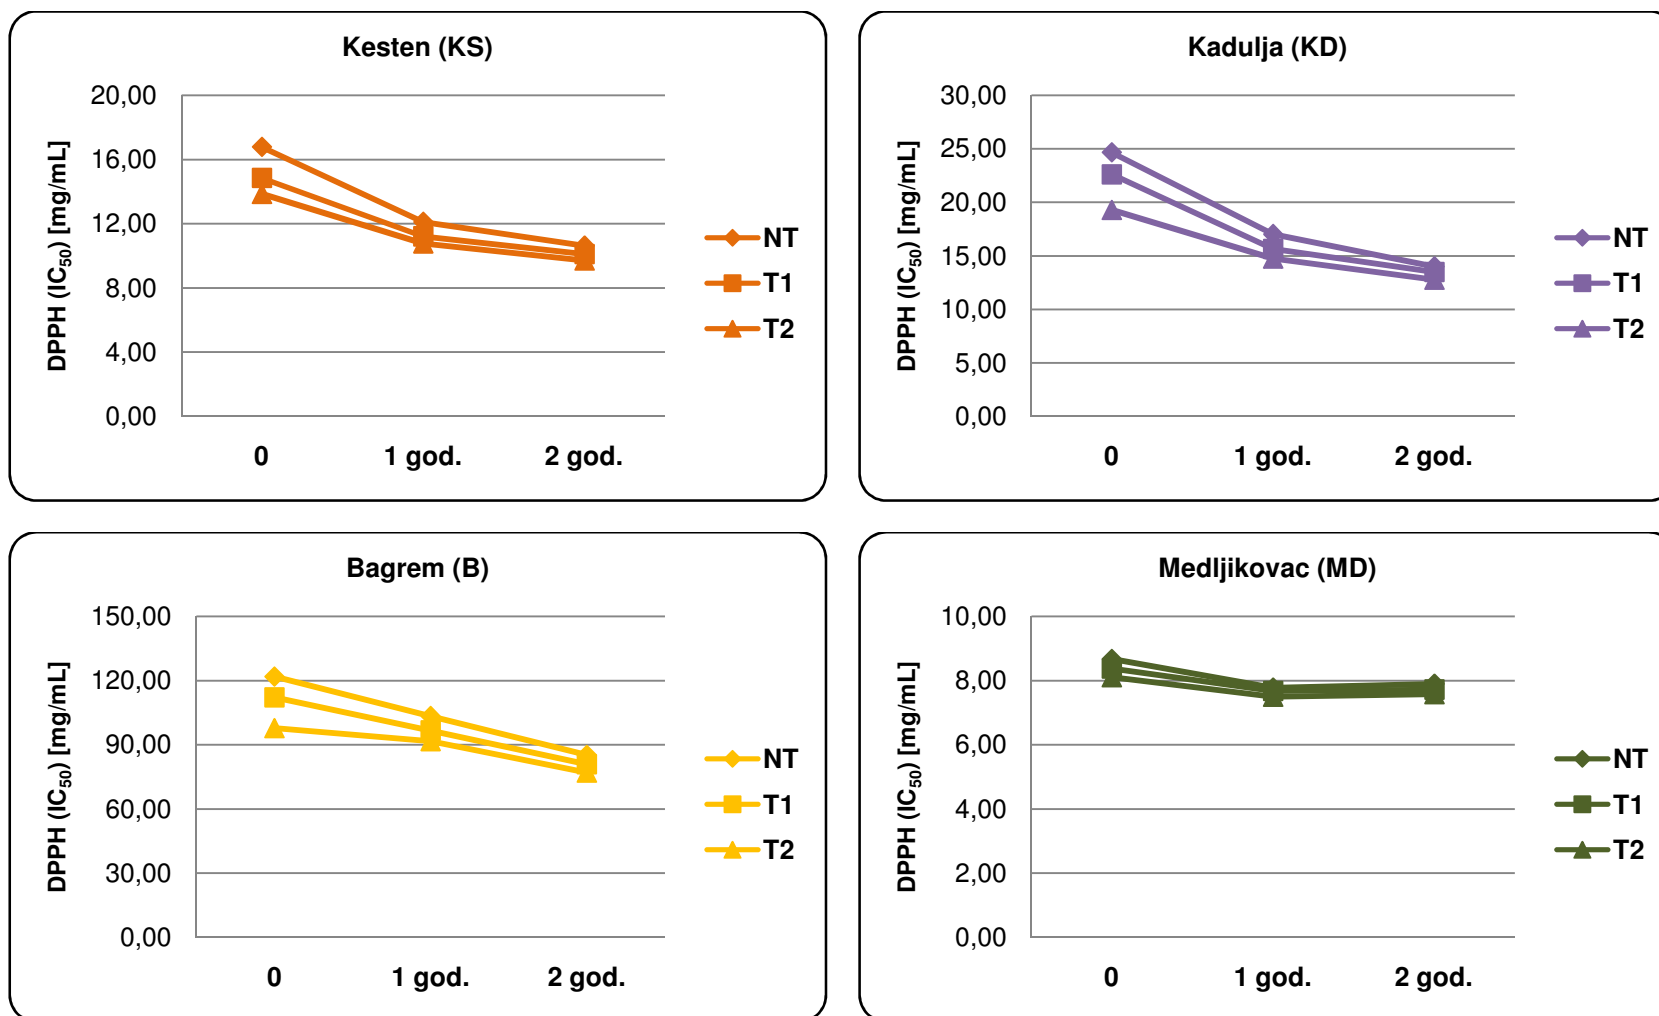 Kesten (KS)
20,00
16,00
12,00
8,00
4,00
0,00
DPPH (IC50) [mg/mL]
0 1 god. 2 god.
NT
T1
T2
Kadulja (KD)
30,00
25,00
20,00
15,00
10,00
5,00
0,00
DPPH (IC50) [mg/mL]
0 1 god. 2 god.
NT
T1
T2
Bagrem (B)
150,00
120,00
90,00
60,00
30,00
0,00
DPPH (IC50) [mg/mL]
0 1 god. 2 god.
NT
T1
T2
Medljikovac (MD)
10,00
8,00
6,00
4,00
2,00
0,00
DPPH (IC50) [mg/mL]
0 1 god. 2 god.
NT
T1
T2